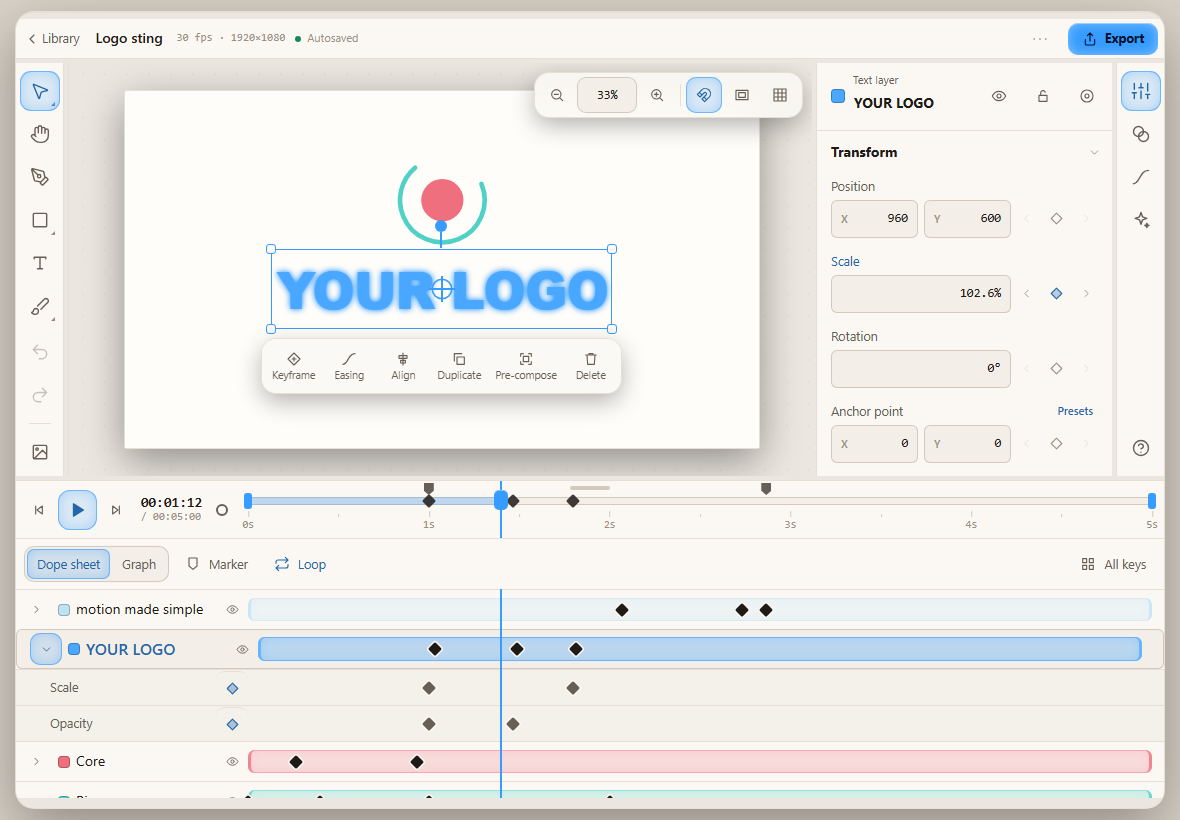 Library
Logo sting
30 fps · 1920×1080
Autosaved
Export
33%
Text layer
YOUR LOGO
Transform
Position
X 960 Y 600
Scale
102.6%
Rotation
0°
Anchor point Presets
X 0 Y 0
YOUR LOGO
Keyframe Easing Align Duplicate Pre-compose Delete
00:01:12
/ 00:05:00
0s 1s 2s 3s 4s 5s
Dope sheet Graph Marker Loop All keys
motion made simple
YOUR LOGO
Scale
Opacity
Core